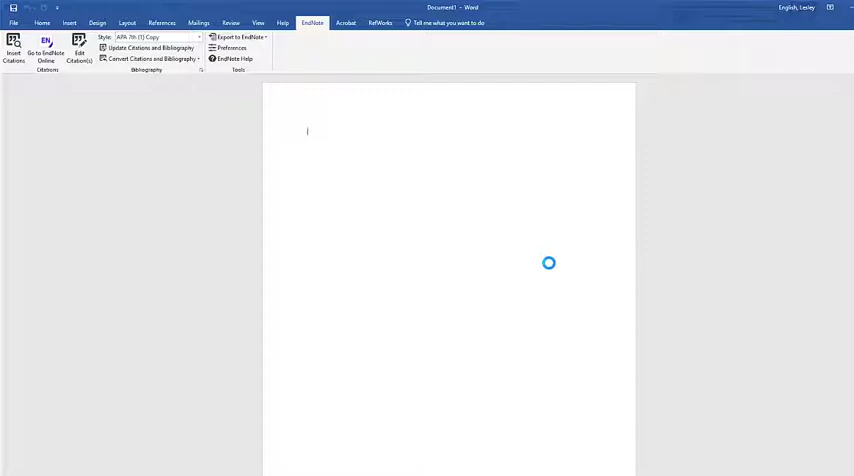 Document1 - Word
English, Lesley
File Home Insert Design Layout References Mailings Review View Help EndNote Acrobat RefWorks Tell me what you want to do
EN
Insert Citations
Go to EndNote Online
Edit Citation(s)
Citations
Style: APA 7th (1) Copy
Update Citations and Bibliography
Convert Citations and Bibliography
Bibliography
Export to EndNote
Preferences
EndNote Help
Tools